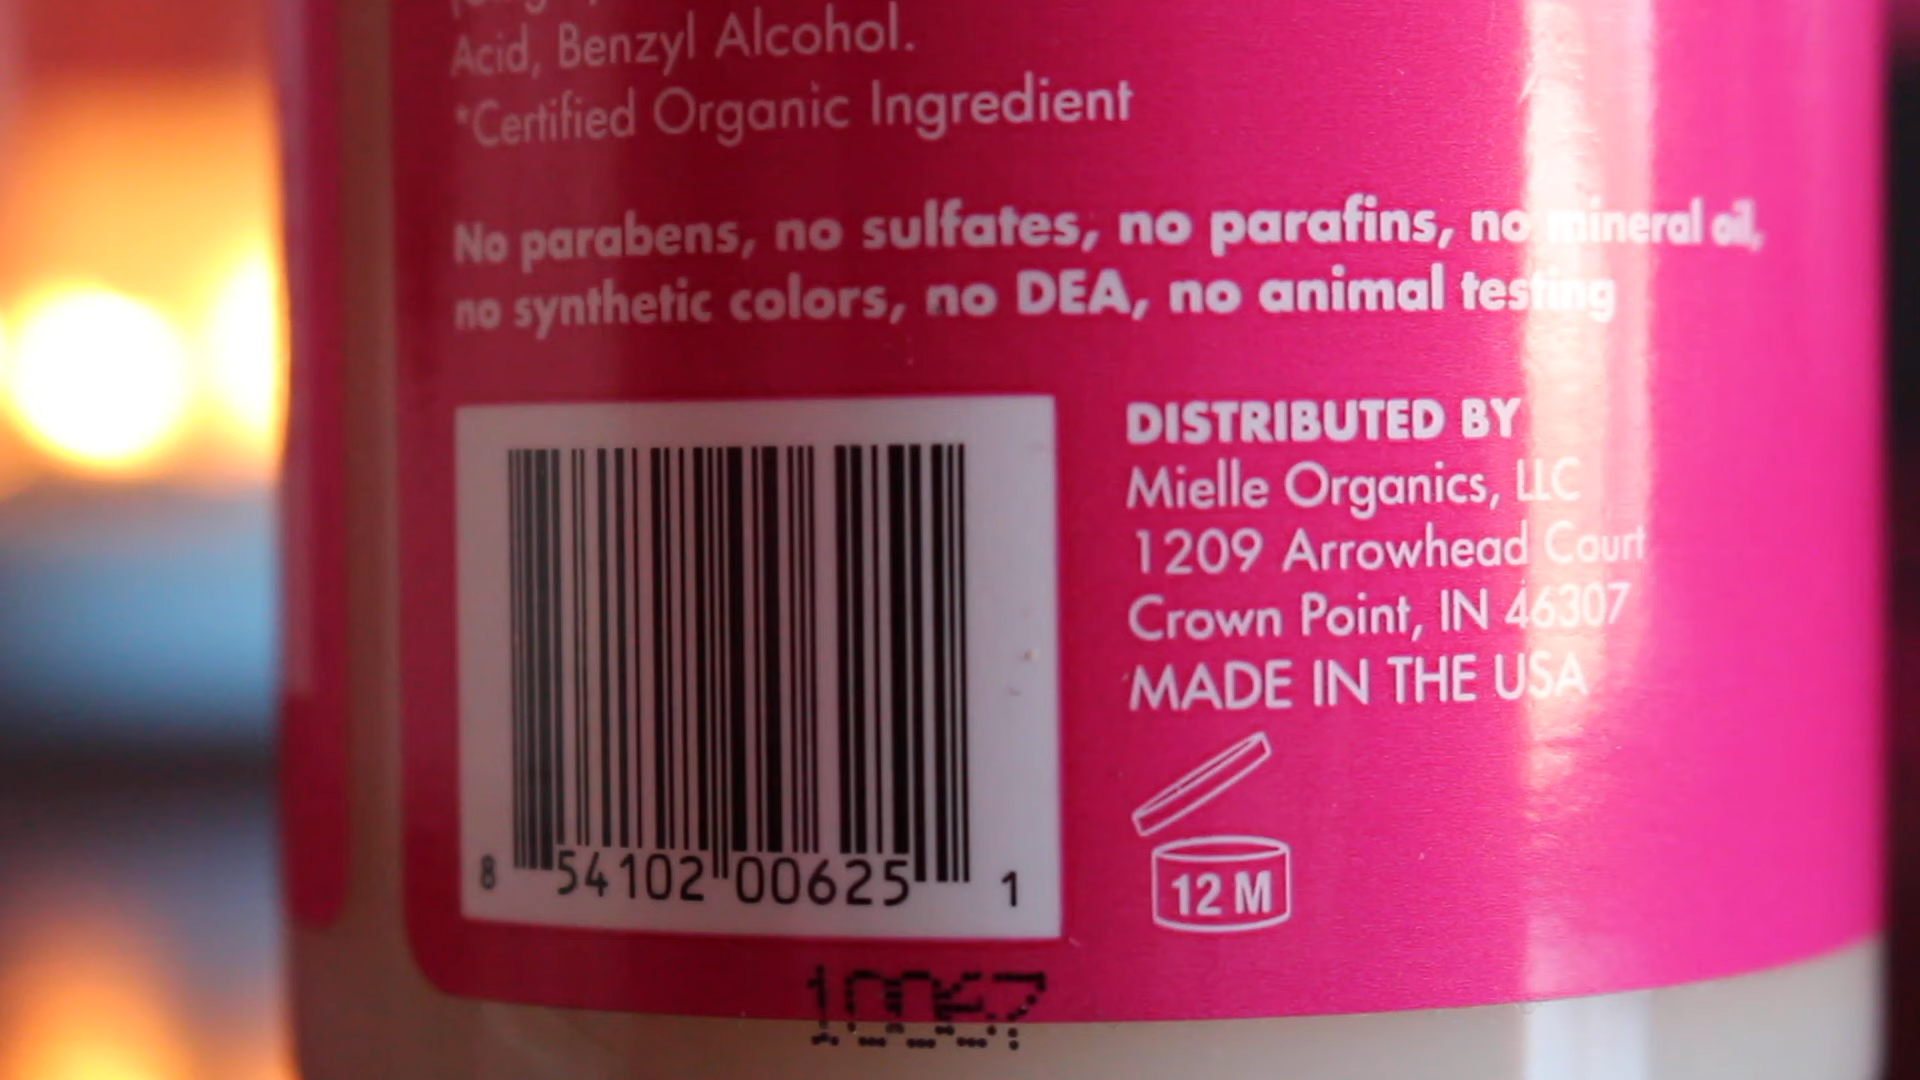 Acid, Benzyl Alcohol.
*Certified Organic Ingredient
No parabens, no sulfates, no parafins, no mineral oil,
no synthetic colors, no DEA, no animal testing
DISTRIBUTED BY
Mielle Organics, LLC
1209 Arrowhead Court
Crown Point, IN 46307
MADE IN THE USA
12 M
8 54102 00625 1